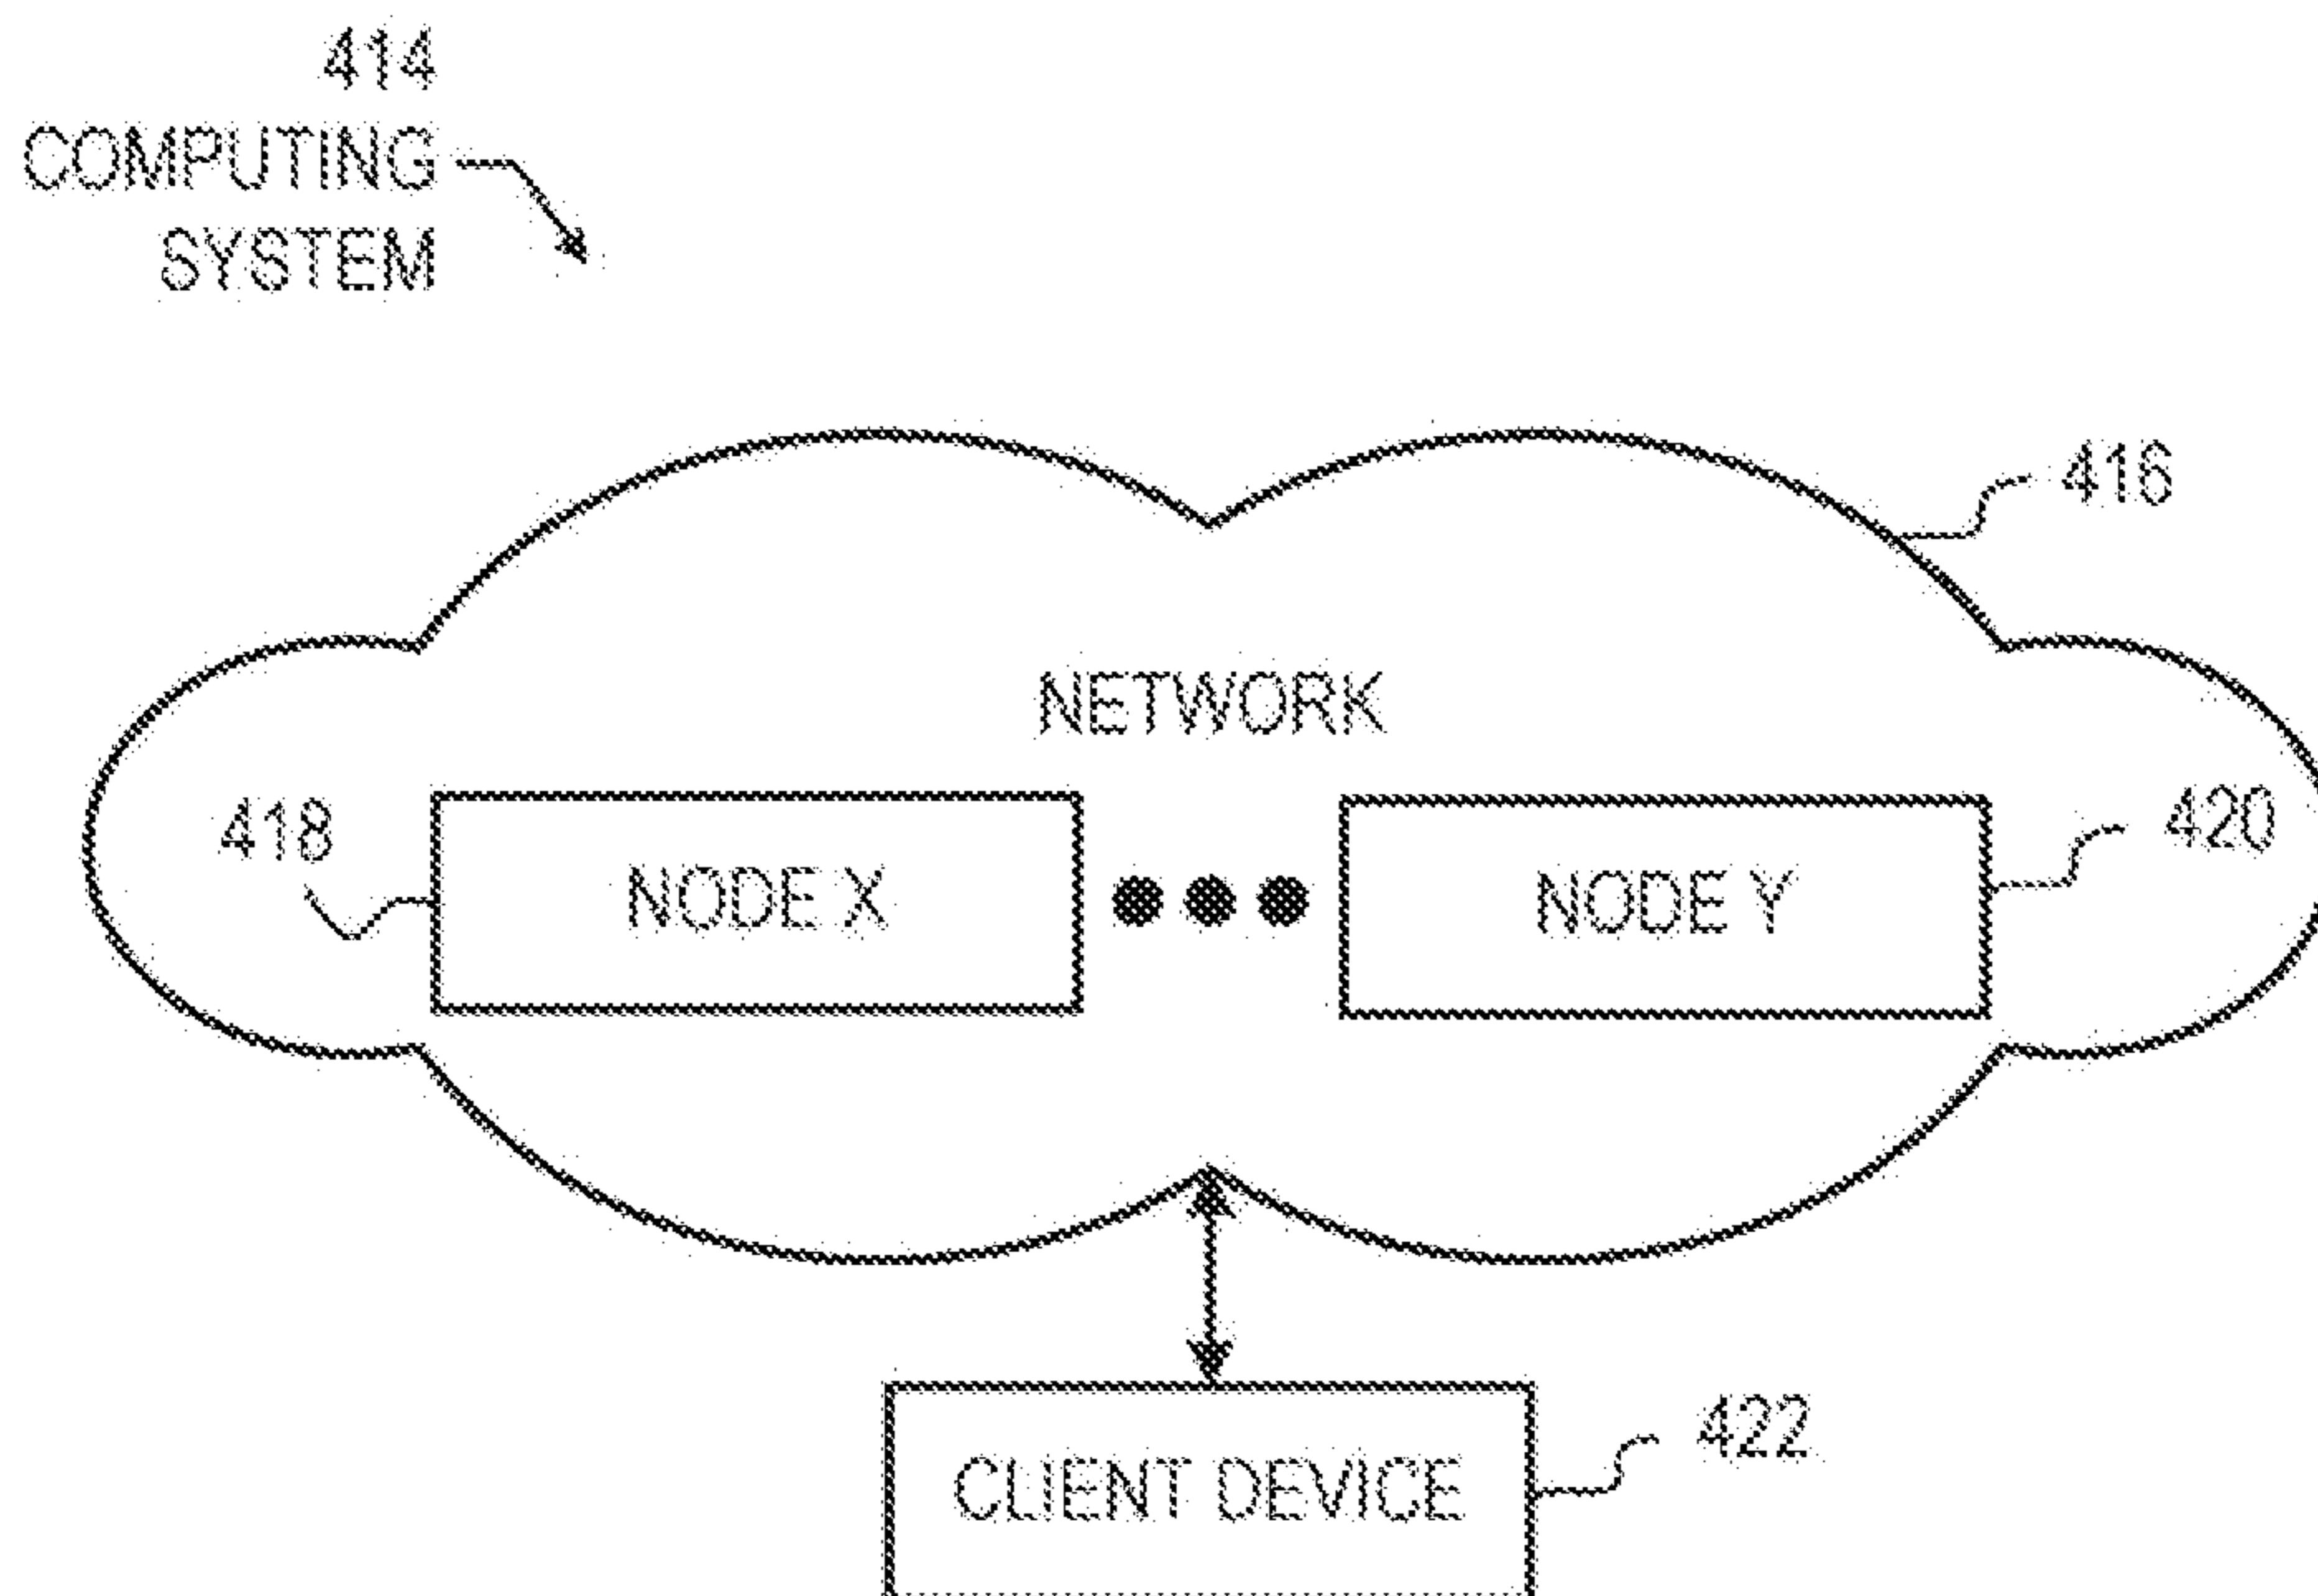 414
COMPUTING
SYSTEM
416
NETWORK
418
NODE X
NODE Y
420
CLIENT DEVICE
422